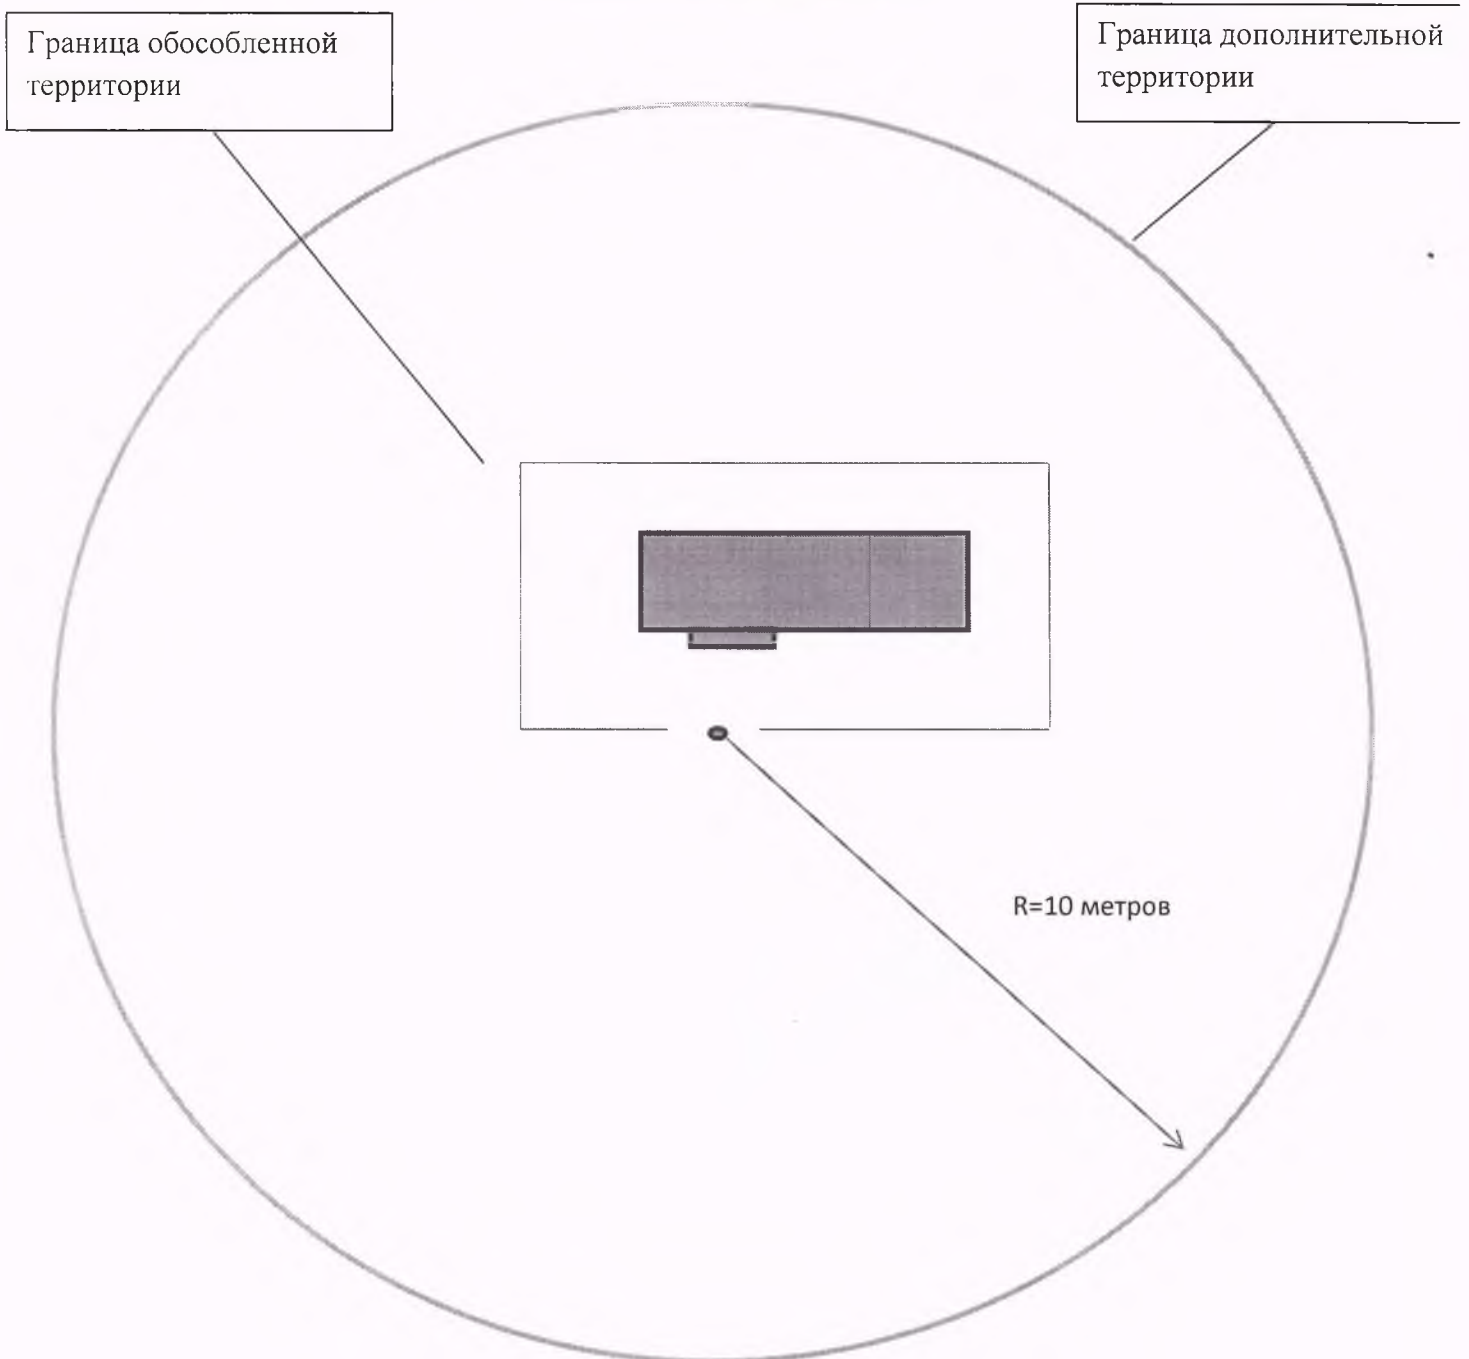 Граница обособленной
территории
Граница дополнительной
территории
R=10 метров